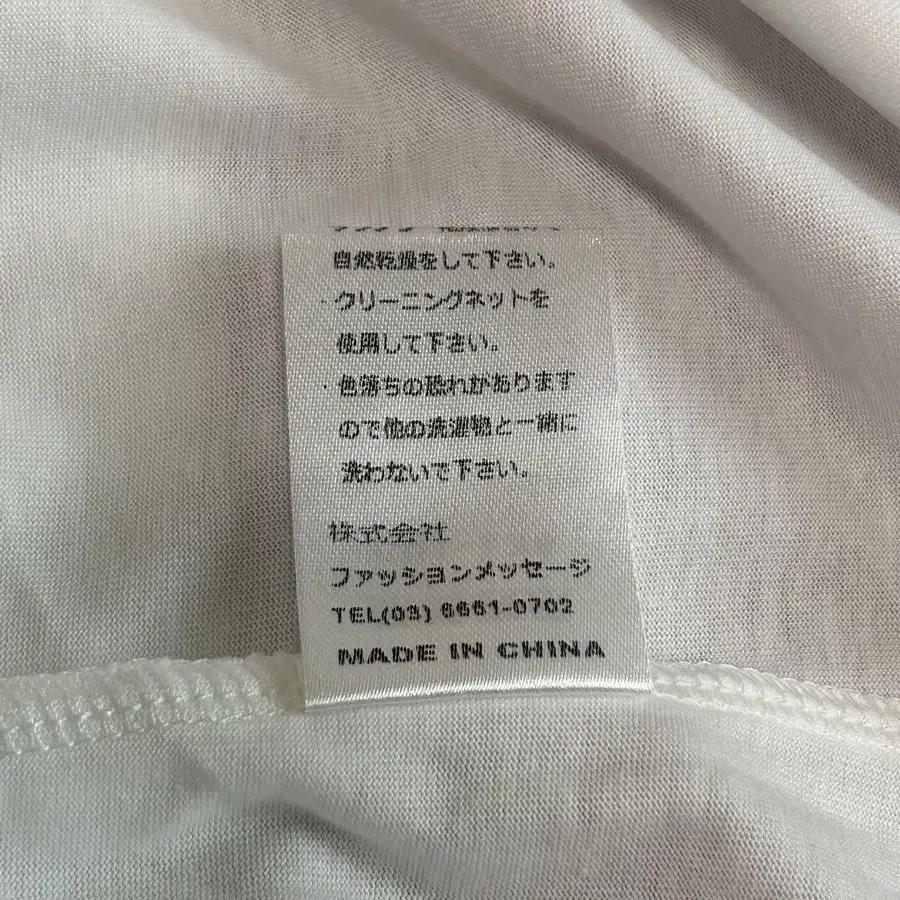 自然乾燥をして下さい。
・クリーニングネットを
使用して下さい。
・色落ちの恐れがあります
ので他の洗濯物と一緒に
洗わないで下さい。
株式会社
ファッションメッセージ
TEL(03) 6661-0702
MADE IN CHINA